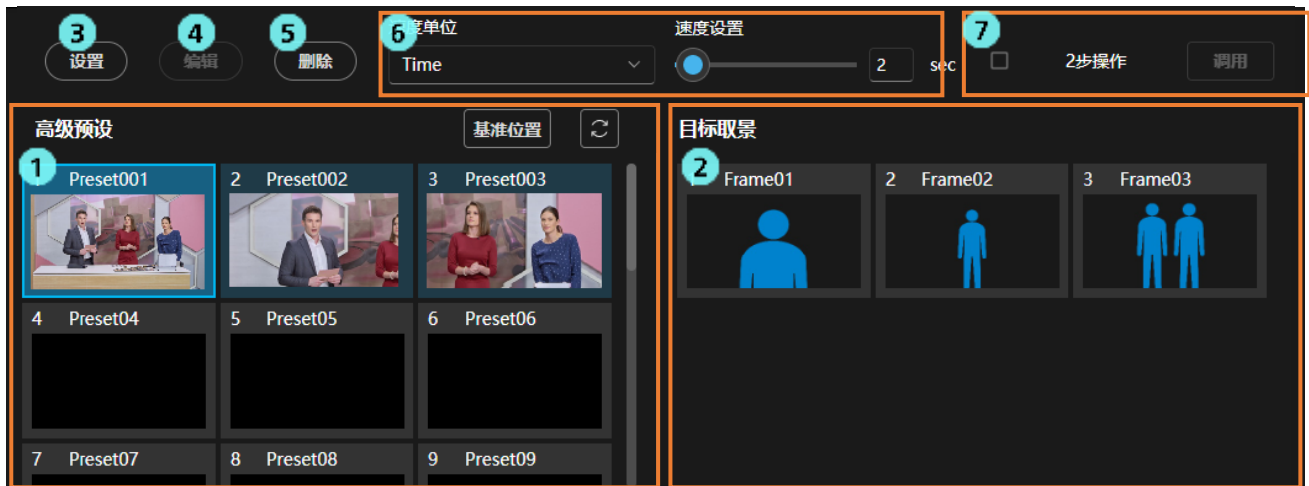 3 4 5 6 度单位 速度设置 7
设置 编辑 删除 Time 2 sec 2步操作 调用
高级预设 基准位置 目标取景
1 Preset001 2 Preset002 3 Preset003 2 Frame01 2 Frame02 3 Frame03
4 Preset04 5 Preset05 6 Preset06
7 Preset07 8 Preset08 9 Preset09